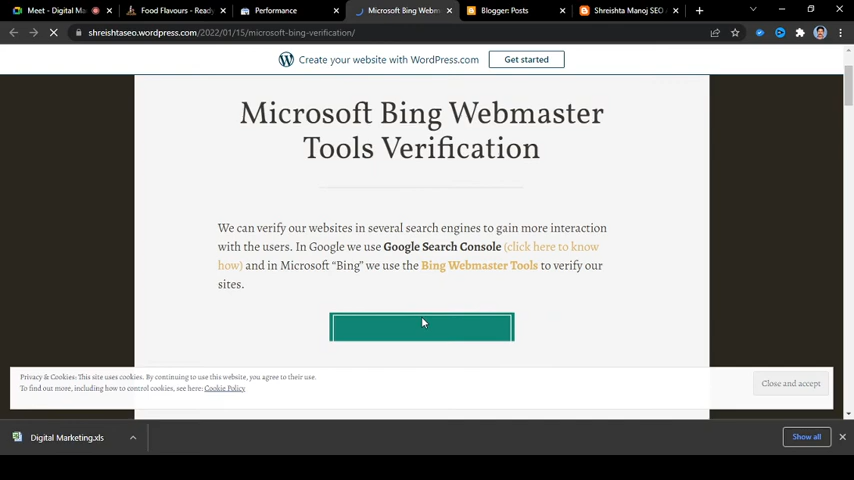 Meet - Digital Ma
Food Flavours - Ready
Performance
Microsoft Bing Webm
Blogger: Posts
Shreishta Manoj SEO
shreishtaseo.wordpress.com/2022/01/15/microsoft-bing-verification/
Create your website with WordPress.com
Get started
Microsoft Bing Webmaster
Tools Verification
We can verify our websites in several search engines to gain more interaction
with the users. In Google we use Google Search Console (click here to know
how) and in Microsoft “Bing” we use the Bing Webmaster Tools to verify our
sites.
Privacy & Cookies: This site uses cookies. By continuing to use this website, you agree to their use.
To find out more, including how to control cookies, see here: Cookie Policy
Close and accept
Digital Marketing.xls
Show all